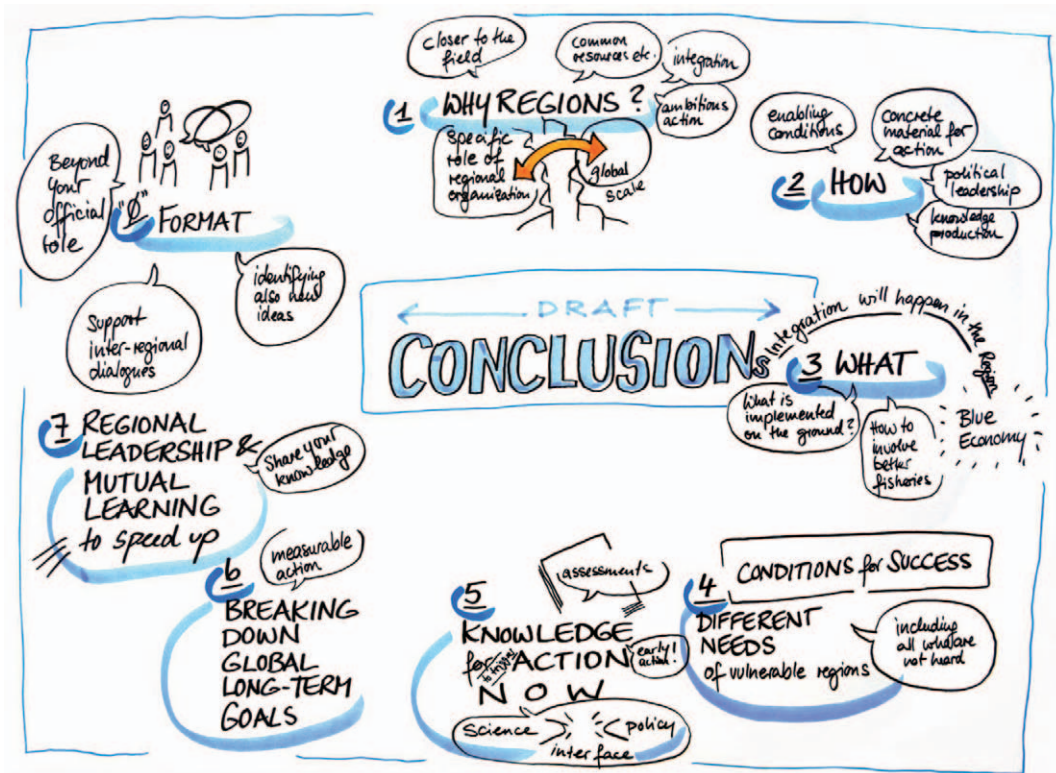 DRAFT
CONCLUSIONS
"0"
FORMAT
Beyond
your
official
role
identifying
also new
ideas
Support
inter-regional
dialogues
1
WHY REGIONS?
closer to the
field
common
resources etc.
integration
ambitious
action
Specific
role of
regional
organization
global
scale
2
HOW
enabling
conditions
concrete
material for
action
political
leadership
knowledge
production
3
WHAT
Integration will happen in the Region
What is
implemented
on the ground?
How to
involve
better
fisheries
Blue
Economy
4
CONDITIONS for SUCCESS
DIFFERENT
NEEDS
of vulnerable regions
including
all who are
not heard
5
assessments
KNOWLEDGE
for ACTION
to trigger
early
action!
NOW
Science
policy
interface
6
measurable
action
BREAKING
DOWN
GLOBAL
LONG-TERM
GOALS
7
REGIONAL
LEADERSHIP &
MUTUAL
LEARNING
to speed up
Share your
knowledge